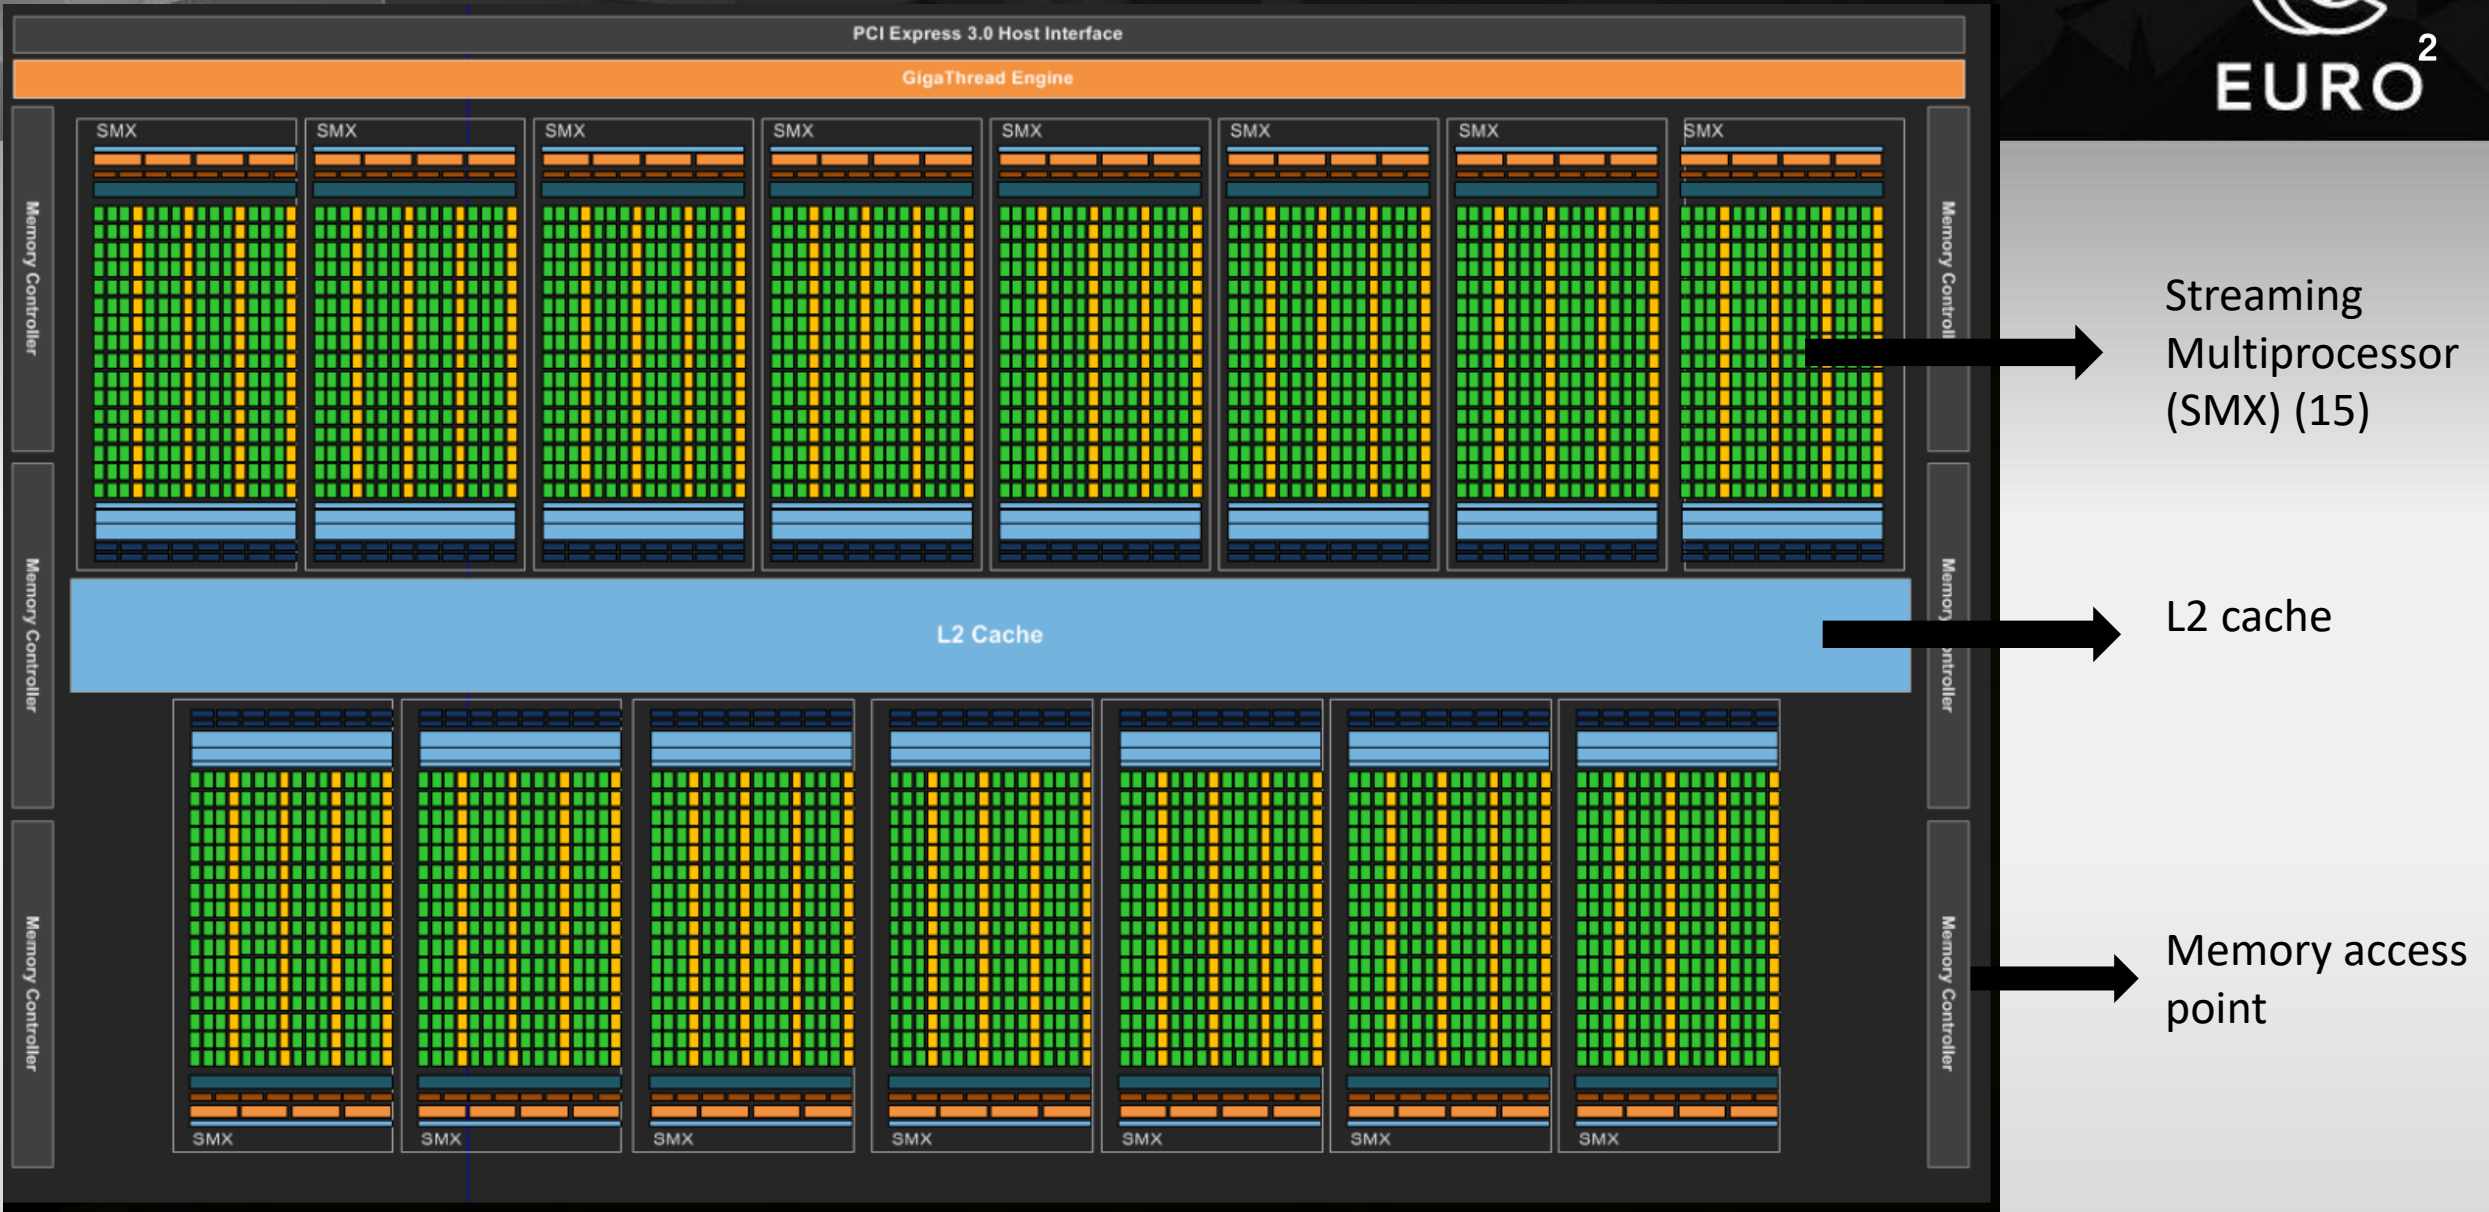 PCI Express 3.0 Host Interface
GigaThread Engine
2
EURO
SMX
SMX
SMX
SMX
SMX
SMX
SMX
SMX
Memory Controller
Memory Controller
Memory Controller
L2 Cache
Memory Controller
SMX
SMX
SMX
SMX
SMX
SMX
SMX
Streaming
Multiprocessor
(SMX) (15)
L2 cache
Memory access
point